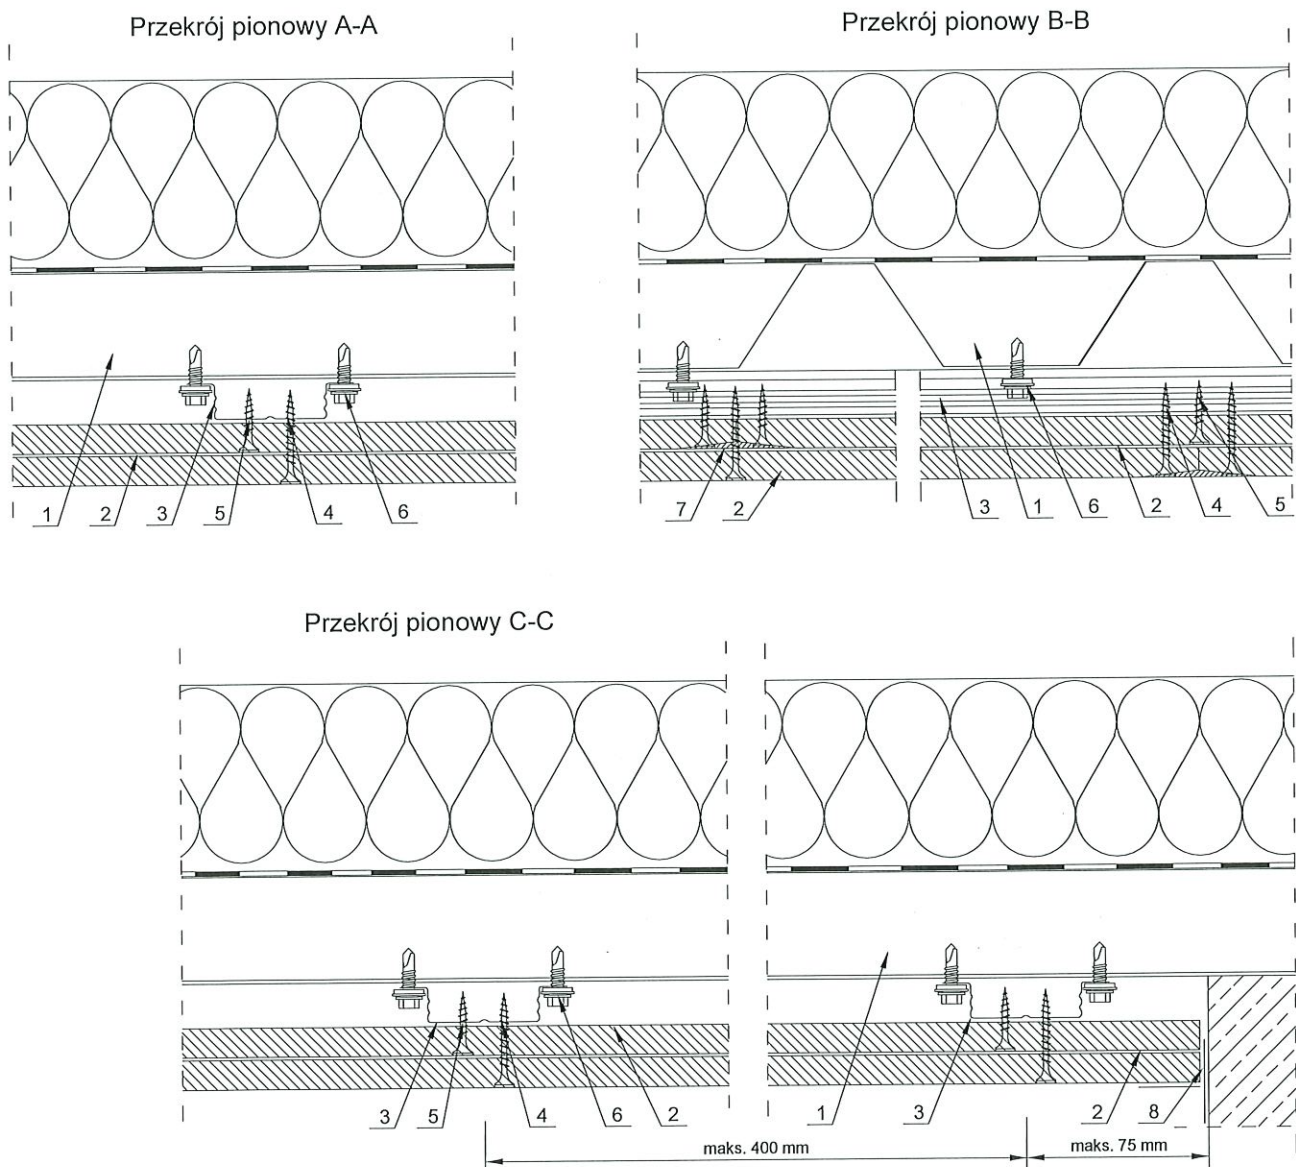 Przekrój pionowy A-A
Przekrój pionowy B-B
1 2 3 5 4 6
7 2 3 1 6 2 4 5
Przekrój pionowy C-C
3 5 4 6 2
1 3 2 8
maks. 400 mm
maks. 75 mm